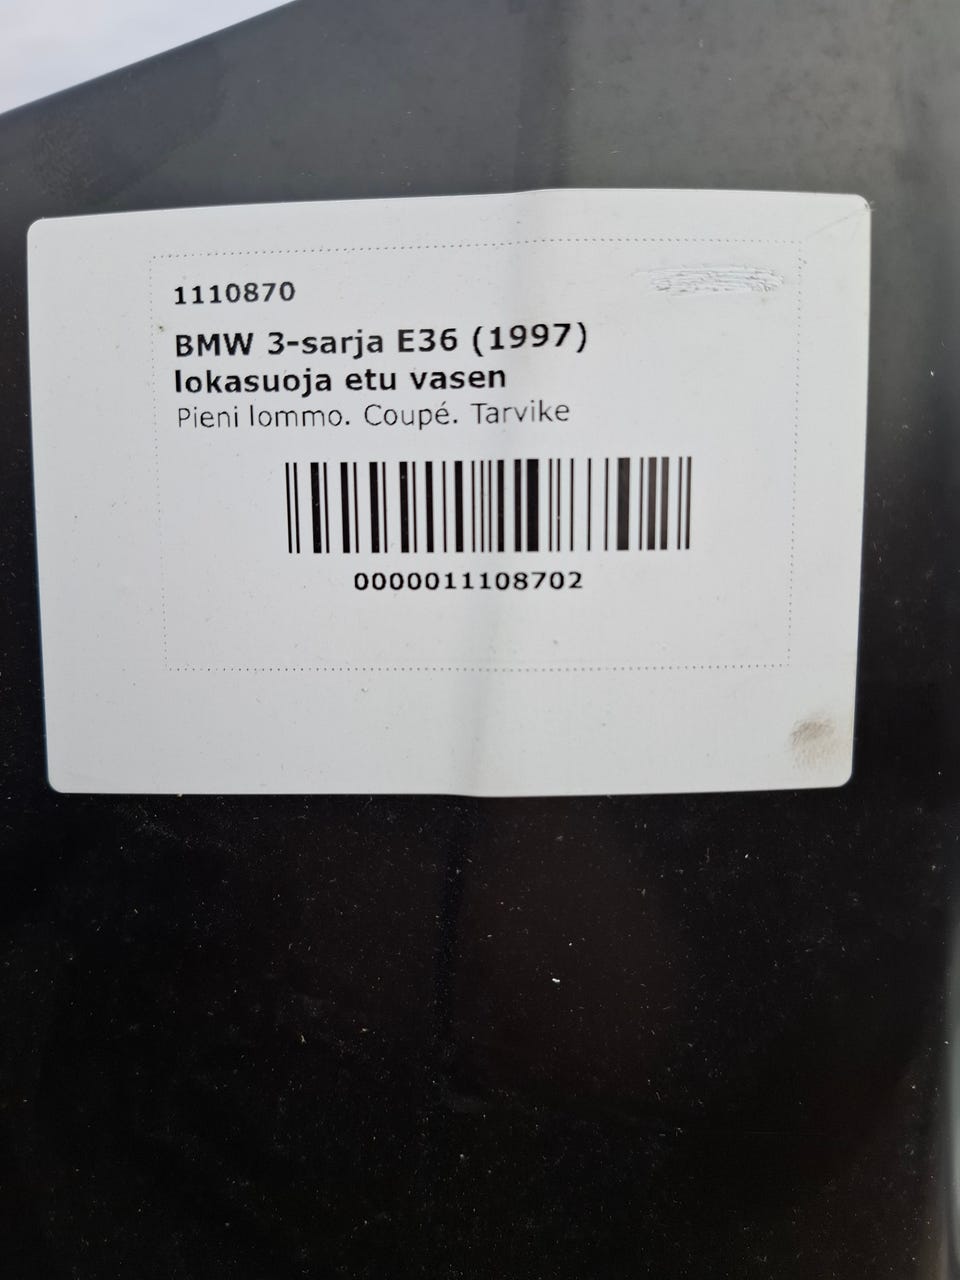 1110870
BMW 3-sarja E36 (1997)
lokasuoja etu vasen
Pieni lommo. Coupé. Tarvike
0000011108702